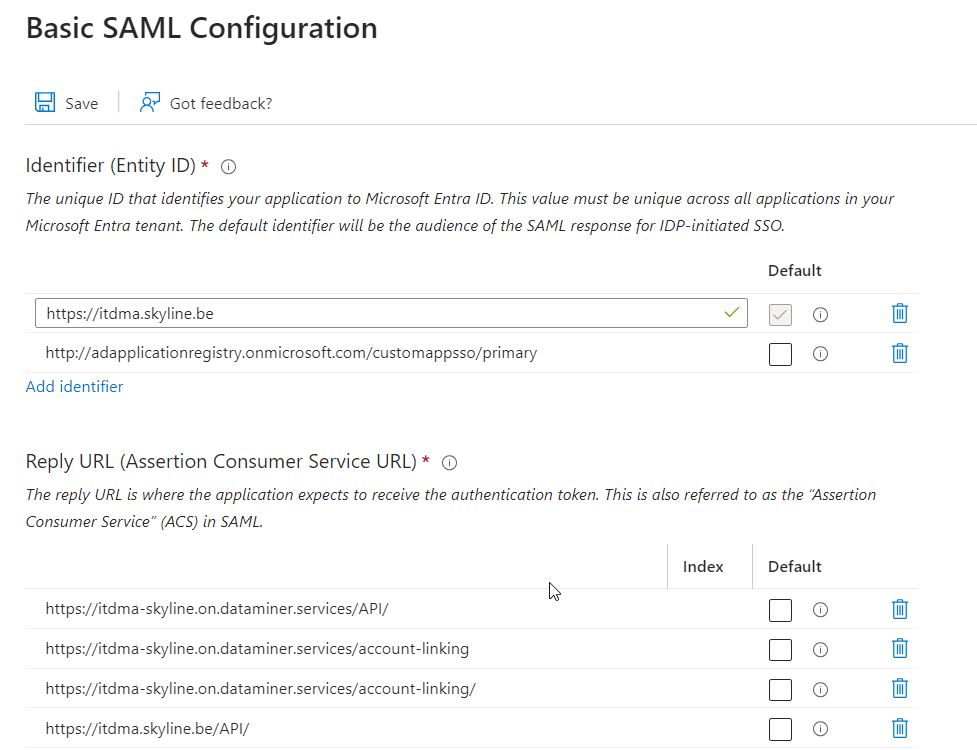 Basic SAML Configuration
Save
Got feedback?
Identifier (Entity ID) *
The unique ID that identifies your application to Microsoft Entra ID. This value must be unique across all applications in your
Microsoft Entra tenant. The default identifier will be the audience of the SAML response for IDP-initiated SSO.
Default
https://itdma.skyline.be
http://adapplicationregistry.onmicrosoft.com/customappsso/primary
Add identifier
Reply URL (Assertion Consumer Service URL) *
The reply URL is where the application expects to receive the authentication token. This is also referred to as the “Assertion
Consumer Service” (ACS) in SAML.
Index Default
https://itdma-skyline.on.dataminer.services/API/
https://itdma-skyline.on.dataminer.services/account-linking
https://itdma-skyline.on.dataminer.services/account-linking/
https://itdma.skyline.be/API/